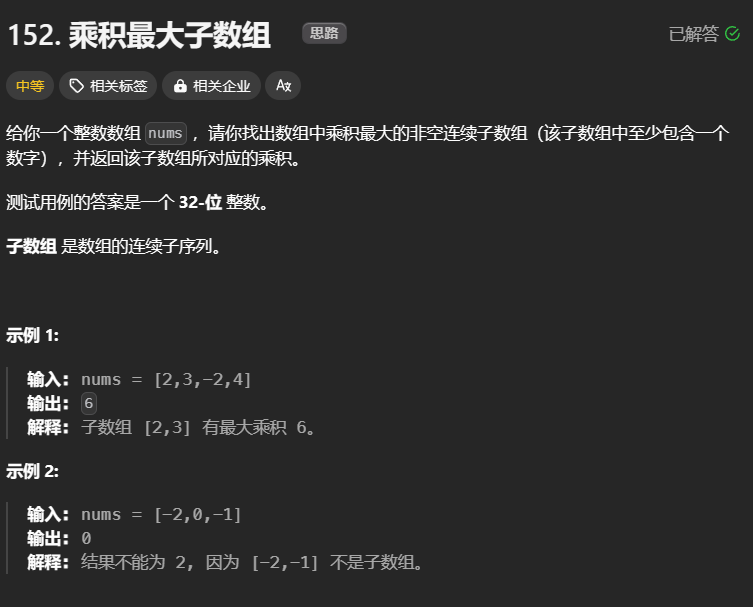 152. 乘积最大子数组 思路 已解答
中等 相关标签 相关企业 Ax
给你一个整数数组 nums ，请你找出数组中乘积最大的非空连续子数组（该子数组中至少包含一个
数字），并返回该子数组所对应的乘积。
测试用例的答案是一个 32-位 整数。
子数组 是数组的连续子序列。
示例 1:
输入: nums = [2,3,-2,4]
输出: 6
解释: 子数组 [2,3] 有最大乘积 6。
示例 2:
输入: nums = [-2,0,-1]
输出: 0
解释: 结果不能为 2, 因为 [-2,-1] 不是子数组。